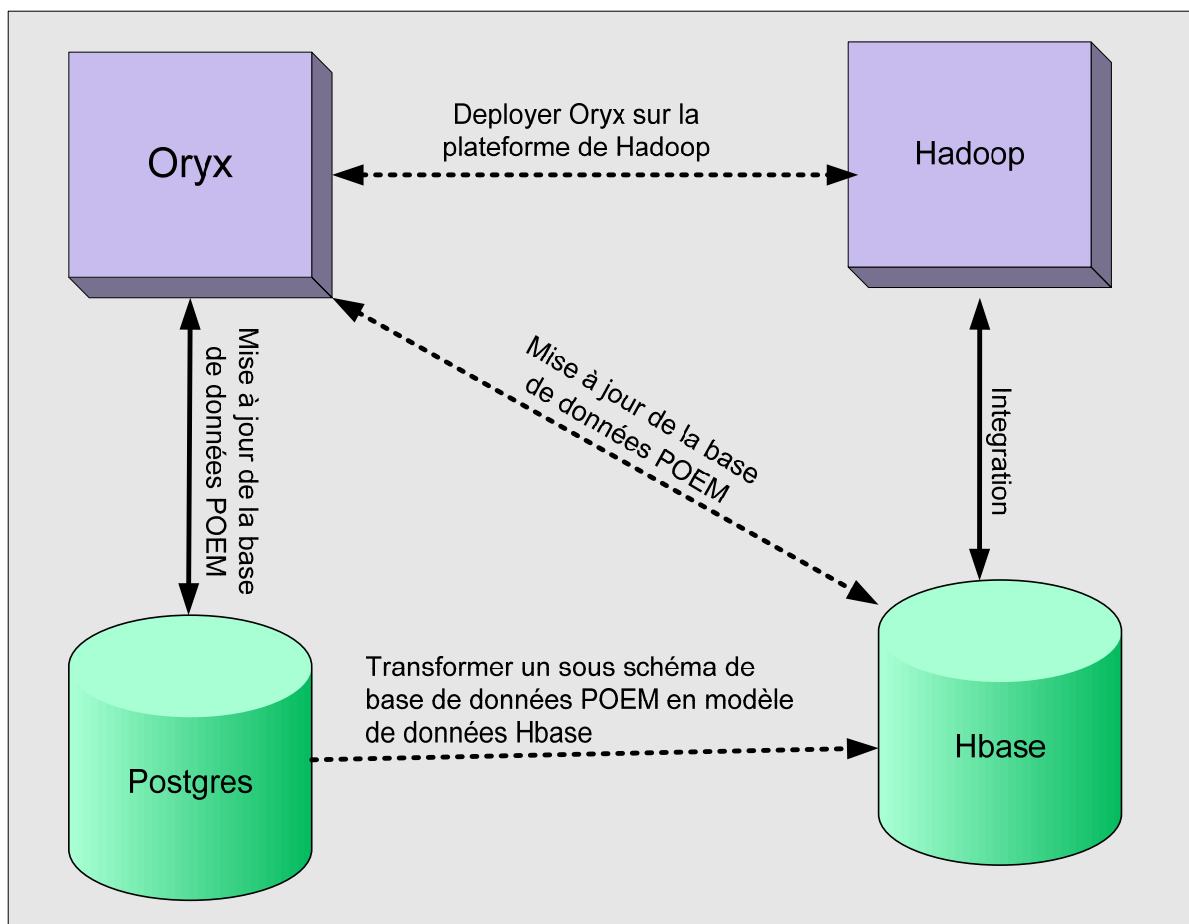 Oryx
Deployer Oryx sur la
plateforme de Hadoop
Hadoop
Mise à jour de la base
de données POEM
Mise à jour de la base
de données POEM
Integration
Transformer un sous schéma de
base de données POEM en modèle
de données Hbase
Postgres
Hbase